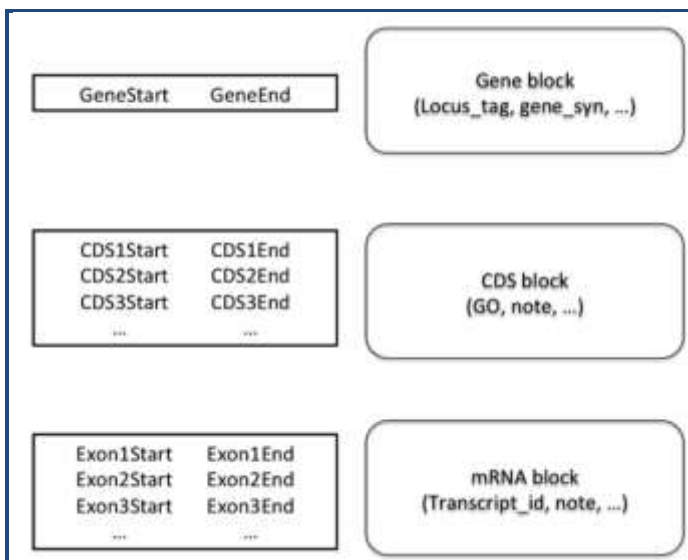 GeneStart GeneEnd
Gene block
(Locus_tag, gene_syn, ...)
CDS1Start CDS1End
CDS2Start CDS2End
CDS3Start CDS3End
... ...
CDS block
(GO, note, ...)
Exon1Start Exon1End
Exon2Start Exon2End
Exon3Start Exon3End
... ...
mRNA block
(Transcript_id, note, ...)